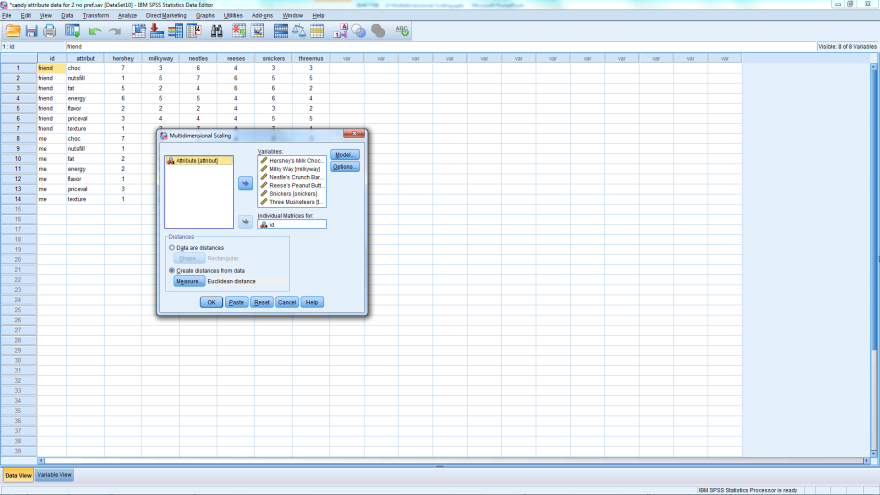 *candy attribute data for 2 no pref.sav [DataSet10] - IBM SPSS Statistics Data Editor
File Edit View Data Transform Analyze Direct Marketing Graphs Utilities Add-ons Window Help
1 : id friend Visible: 8 of 8 Variables
id attribut hershey milkyway nestles reeses snickers threemus var var var var var var var var var var var
1 friend choc 7 3 6 4 3 3
2 friend nutsfill 1 5 7 6 5 5
3 friend fat 5 2 4 6 6 2
4 friend energy 6 5 5 4 6 4
5 friend flavor 2 2 2 4 3 2
6 friend priceval 3 4 4 4 5 5
7 friend texture 1
8 me choc 7
9 me nutsfill 1
10 me fat 2
11 me energy 2
12 me flavor 1
13 me priceval 3
14 me texture 1
15
16
17
18
19
20
21
22
23
24
25
26
27
28
29
30
31
32
33
34
35
36
37
38
39
Multidimensional Scaling
Attribute [attribut]
Variables:
Hershey's Milk Choc...
Milky Way [milkyway]
Nestle's Crunch Bar...
Reese's Peanut Butt...
Snickers [snickers]
Three Musketeers [t...
Model...
Options...
Individual Matrices for:
id
Distances
Data are distances
Shape... Rectangular
Create distances from data
Measure... Euclidean distance
OK Paste Reset Cancel Help
Data View Variable View
IBM SPSS Statistics Processor is ready